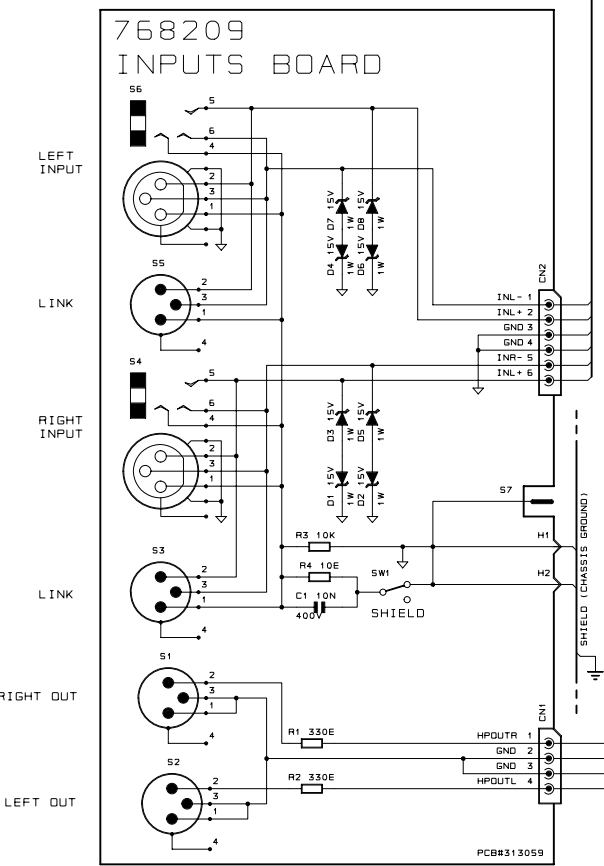 768209
INPUTS BOARD
S6
5
6
4
LEFT
INPUT
2
3
1
D7 15V
1W
D8 15V
1W
D4 15V
1W
D6 15V
1W
S5
LINK
2
3
1
4
CN2
INL- 1
INL+ 2
GND 3
GND 4
INR- 5
INL+ 6
S4
5
6
4
RIGHT
INPUT
2
3
1
D3 15V
1W
D5 15V
1W
D1 15V
1W
D2 15V
1W
S7
R3 10K
H1
R4 10E
SW1
H2
C1 10N
400V
SHIELD
SHIELD (CHASSIS GROUND)
S3
LINK
2
3
1
4
S1
RIGHT OUT
2
3
1
4
R1 330E
CN1
HPOUTR 1
GND 2
GND 3
HPOUTL 4
S2
LEFT OUT
2
3
1
4
R2 330E
PCB#313059